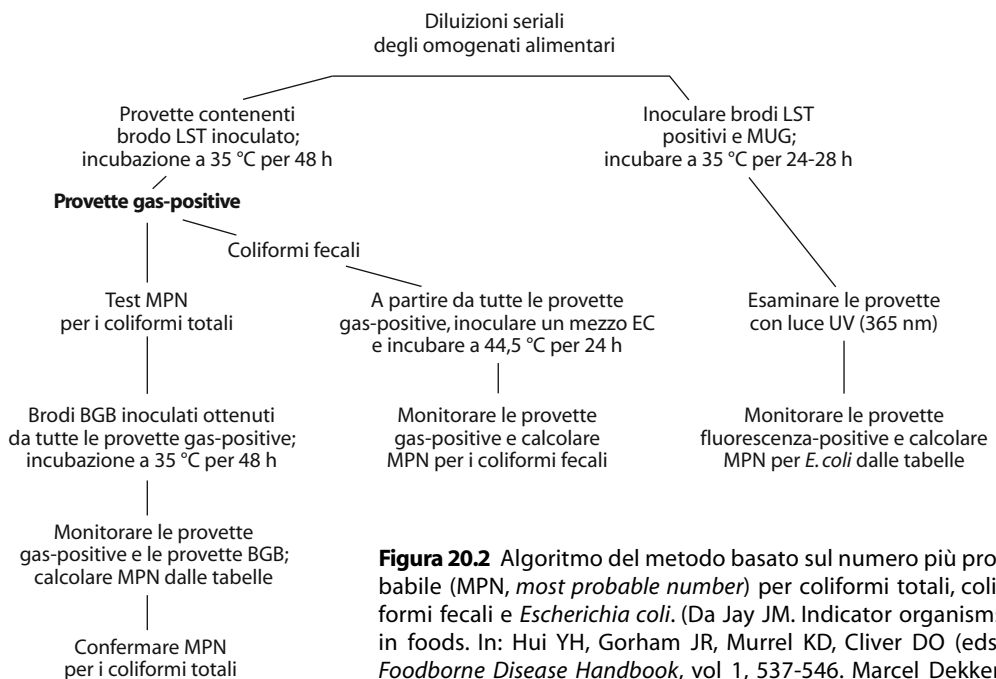 Diluizioni seriali
degli omogenati alimentari
Provette contenenti
brodo LST inoculato;
incubazione a 35 °C per 48 h
Inoculare brodi LST
positivi e MUG;
incubare a 35 °C per 24-28 h
Provette gas-positive
Coliformi fecali
Test MPN
per i coliformi totali
A partire da tutte le provette
gas-positive, inoculare un mezzo EC
e incubare a 44,5 °C per 24 h
Esaminare le provette
con luce UV (365 nm)
Brodi BGB inoculati ottenuti
da tutte le provette gas-positive;
incubazione a 35 °C per 48 h
Monitorare le provette
gas-positive e calcolare
MPN per i coliformi fecali
Monitorare le provette
fluorescenza-positive e calcolare
MPN per E. coli dalle tabelle
Monitorare le provette
gas-positive e le provette BGB;
calcolare MPN dalle tabelle
Confermare MPN
per i coliformi totali
Figura 20.2 Algoritmo del metodo basato sul numero più pro-
babile (MPN, most probable number) per coliformi totali, coli-
formi fecali e Escherichia coli. (Da Jay JM. Indicator organisms
in foods. In: Hui YH, Gorham JR, Murrel KD, Cliver DO (eds)
Foodborne Disease Handbook, vol 1, 537-546. Marcel Dekker